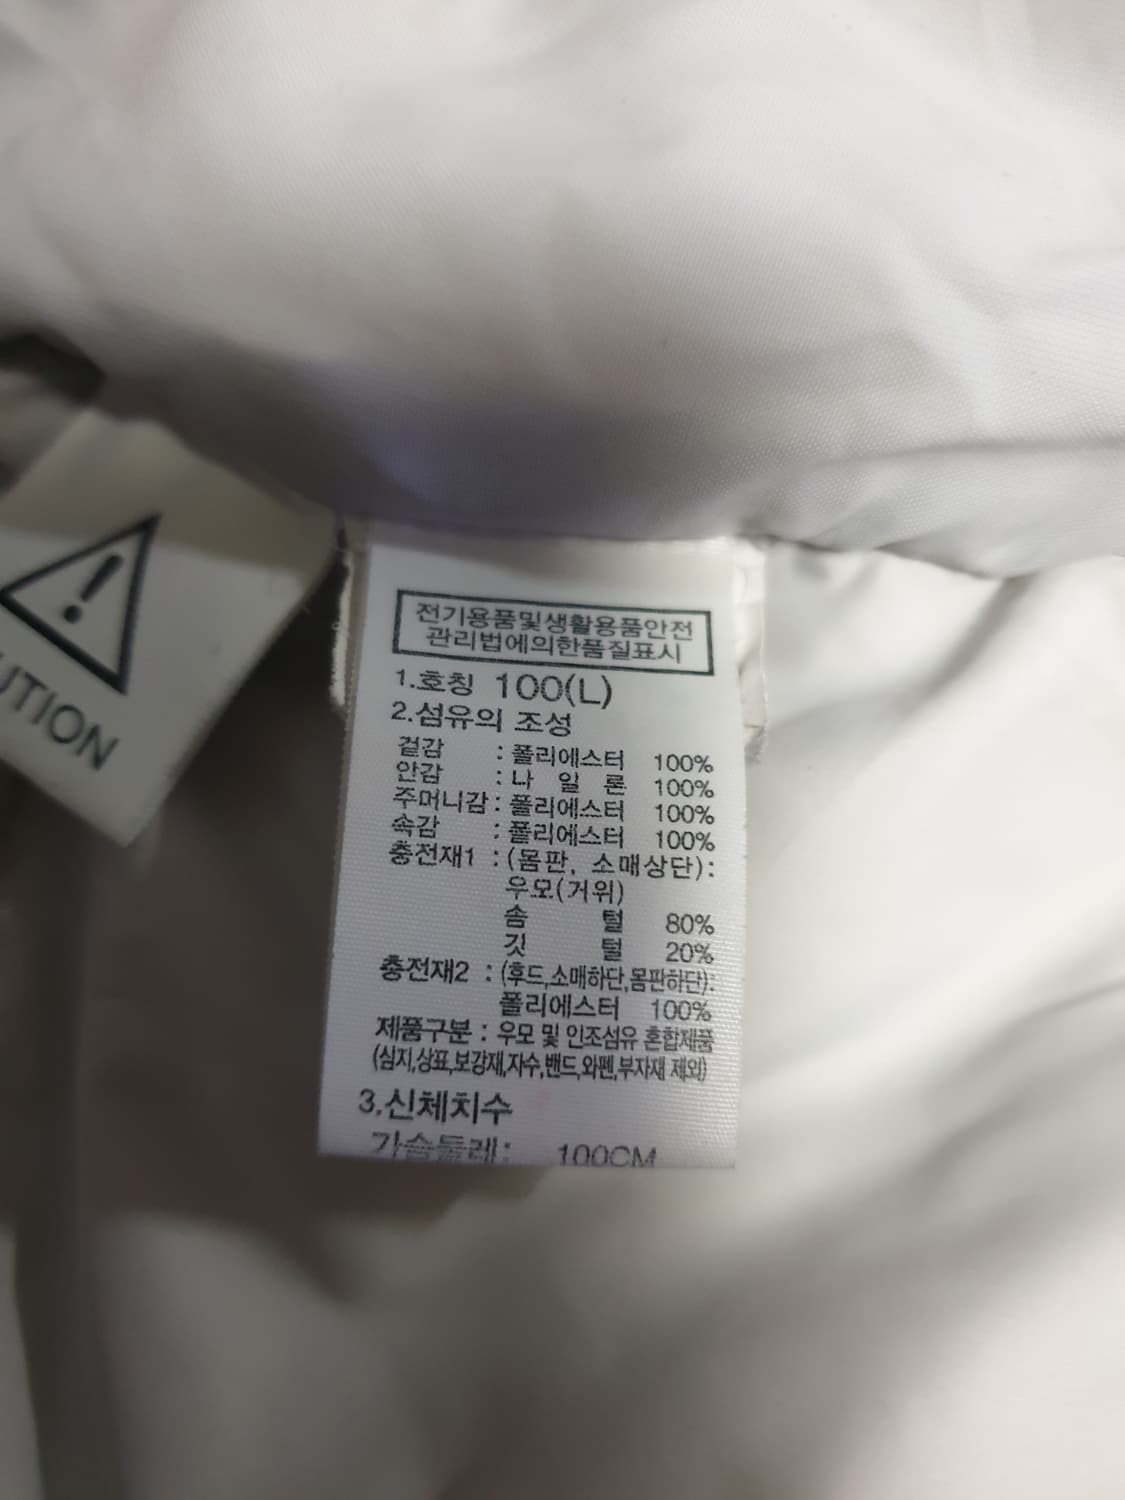 UTION
전기용품및생활용품안전
관리법에의한품질표시
1.호칭 100(L)
2.섬유의 조성
겉감 : 폴리에스터 100%
안감 : 나 일 론 100%
주머니감 : 폴리에스터 100%
속감 : 폴리에스터 100%
충전재1 : (몸판, 소매상단):
우모(거위)
솜 털 80%
깃 털 20%
충전재2 : (후드,소매하단,몸판하단):
폴리에스터 100%
제품구분 : 우모 및 인조섬유 혼합제품
(심지,상표,보강재,자수,밴드,와펜,부자재 제외)
3.신체치수
가슴둘레: 100CM